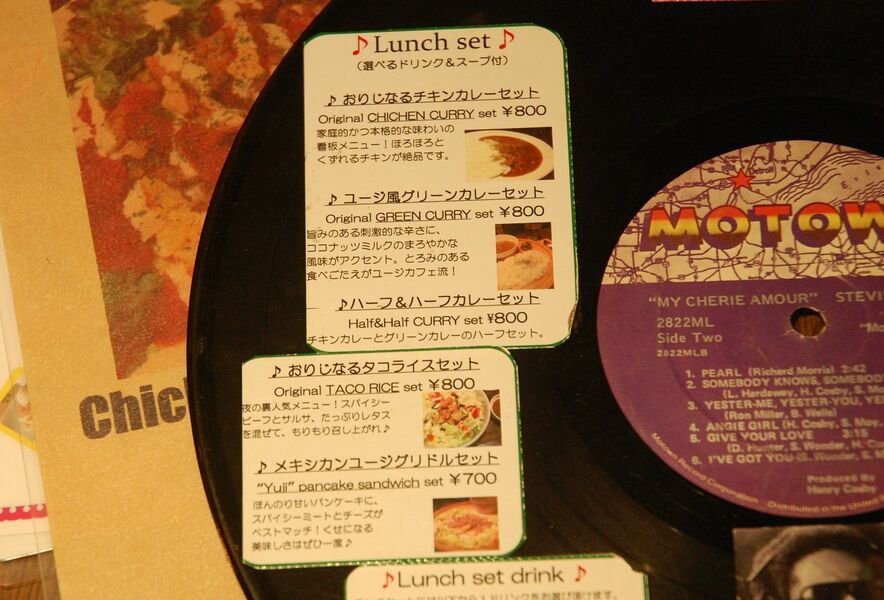 ♪Lunch set♪
(選べるドリンク＆スープ付)
♪おりじなるチキンカレーセット
Original CHICHEN CURRY set ￥800
家庭的かつ本格的な味わいの
看板メニュー！ほろほろと
くずれるチキンが絶品です。
♪ユージ風グリーンカレーセット
Original GREEN CURRY set ￥800
旨みのある刺激的な辛さに、
ココナッツミルクのまろやかな
風味がアクセント。とろみのある
食べごたえがユージカフェ流！
♪ハーフ＆ハーフカレーセット
Half&Half CURRY set ¥800
チキンカレーとグリーンカレーのハーフセット。
♪おりじなるタコライスセット
Original TACO RICE set ￥800
夜の裏人気メニュー！スパイシー
ビーフとサルサ、たっぷりレタス
を混ぜて、もりもり召し上がれ♪
♪メキシカンユージグリドルセット
“Yuji” pancake sandwich set ￥700
ほんのり甘いパンケーキに、
スパイシーミートとチーズが
ベストマッチ！くせになる
美味しさはぜひ一度♪
♪Lunch set drink♪
Chic
Detroit
MOTOW
"MY CHERIE AMOUR" STEVI
2822ML
Side Two
2822MLB
1. PEARL (Richard Morris) 2:42
2. SOMEBODY KNOWS, SOMEBOD
(L. Hardaway, H. Cosby, S. Mo
3. YESTER-ME, YESTER-YOU, YE
(Ron Miller, B. Wells)
4. ANGIE GIRL (H. Cosby, S. Moy,
5. GIVE YOUR LOVE 3:15
(D. Hunter, S. Wonder, H. Co
6. I'VE GOT YOU (S. Wonder, S. M
Produced by
Henry Cosby
Motown Record Corporation
Distributed in the United